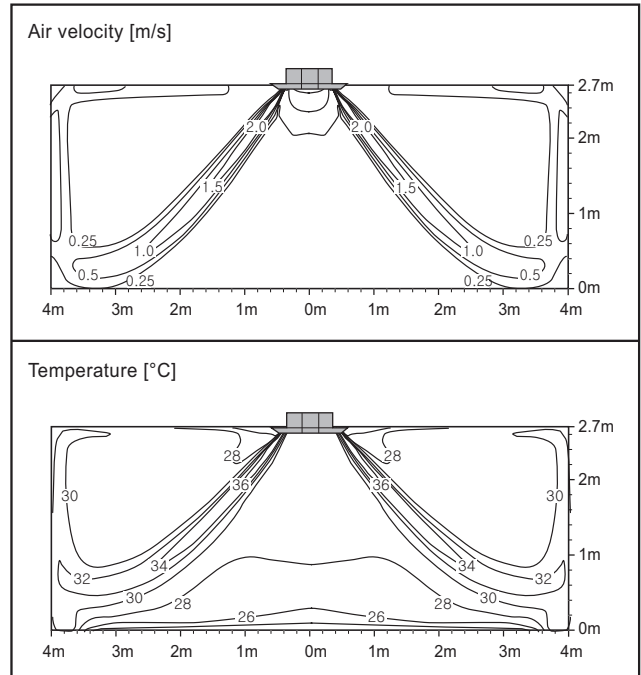 Air velocity [m/s]
2.7m
2.0 2.0 2m
1.5 1.5
1m
0.25 1.0 1.0 0.25
0.5 0.25 0.25 0.5
0m
4m 3m 2m 1m 0m 1m 2m 3m 4m
Temperature [°C]
2.7m
28 28
36 36 2m
30 30
34 34 1m
32 32
30 30
28 28
26 26
0m
4m 3m 2m 1m 0m 1m 2m 3m 4m